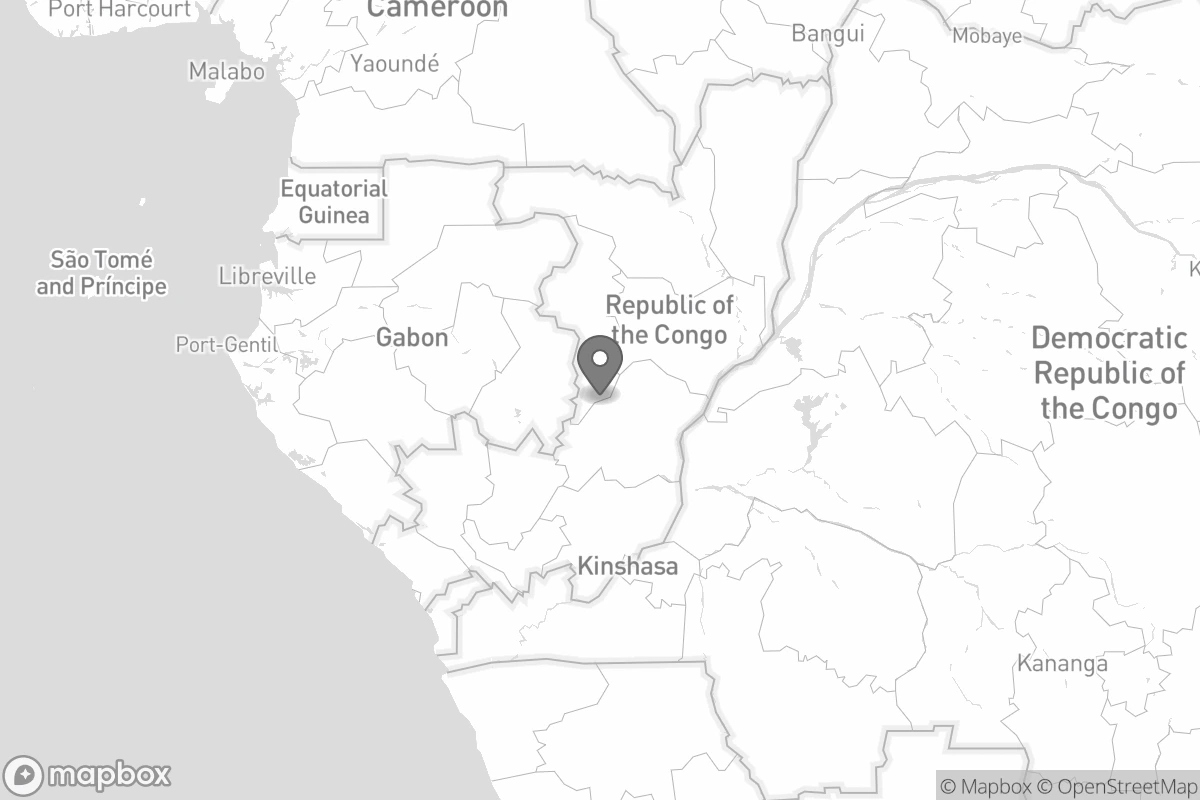 Port Harcourt
Cameroon
Bangui
Mobaye
Malabo
Yaoundé
Equatorial
Guinea
São Tomé
and Príncipe
Libreville
K
Republic of
the Congo
Gabon
Port-Gentil
Democratic
Republic of
the Congo
Kinshasa
Kananga
mapbox
© Mapbox © OpenStreetMap